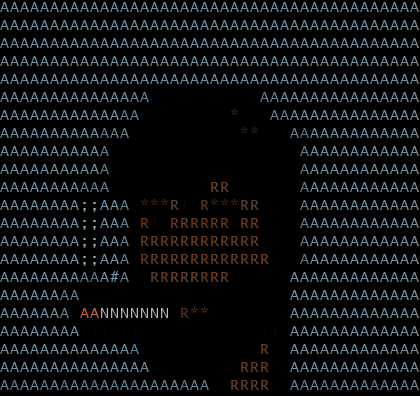 AAAAAAAAAAAAAAAAAAAAAAAAAAAAAAAAAAAAAAAAAA
AAAAAAAAAAAAAAAAAAAAAAAAAAAAAAAAAAAAAAAAAA
AAAAAAAAAAAAAAAAAAAAAAAAAAAAAAAAAAAAAAAAAA
AAAAAAAAAAAAAAAAAAAAAAAAAAAAAAAAAAAAAAAAAA
AAAAAAAAAAAAAAAAAAAAAAAAAAAAAAAAAAAAAAAAAA
AAAAAAAAAAAAAAA           AAAAAAAAAAAAAAAA
AAAAAAAAAAAAAA         *   AAAAAAAAAAAAAAA
AAAAAAAAAAAAA           **   AAAAAAAAAAAAA
AAAAAAAAAAA                   AAAAAAAAAAAA
AAAAAAAAAAA                   AAAAAAAAAAAA
AAAAAAAAAAA          RR       AAAAAAAAAAAA
AAAAAAAA;;AAA ***R  R***RR    AAAAAAAAAAAA
AAAAAAAA;;AAA R  RRRRRR RR    AAAAAAAAAAAA
AAAAAAAA;;AAA RRRRRRRRRRRR    AAAAAAAAAAAA
AAAAAAAA;;AAA RRRRRRRRRRRRR   AAAAAAAAAAAA
AAAAAAAAAAA#A  RRRRRRRR      AAAAAAAAAAAAA
AAAAAAAA                     AAAAAAAAAAAAA
AAAAAAA AANNNNNNN R**        AAAAAAAAAAAAA
AAAAAAAA                     AAAAAAAAAAAAA
AAAAAAAAAAAAAA            R  AAAAAAAAAAAAA
AAAAAAAAAAAAAAA         RRR  AAAAAAAAAAAAA
AAAAAAAAAAAAAAAAAAAAA  RRRR  AAAAAAAAAAAAA